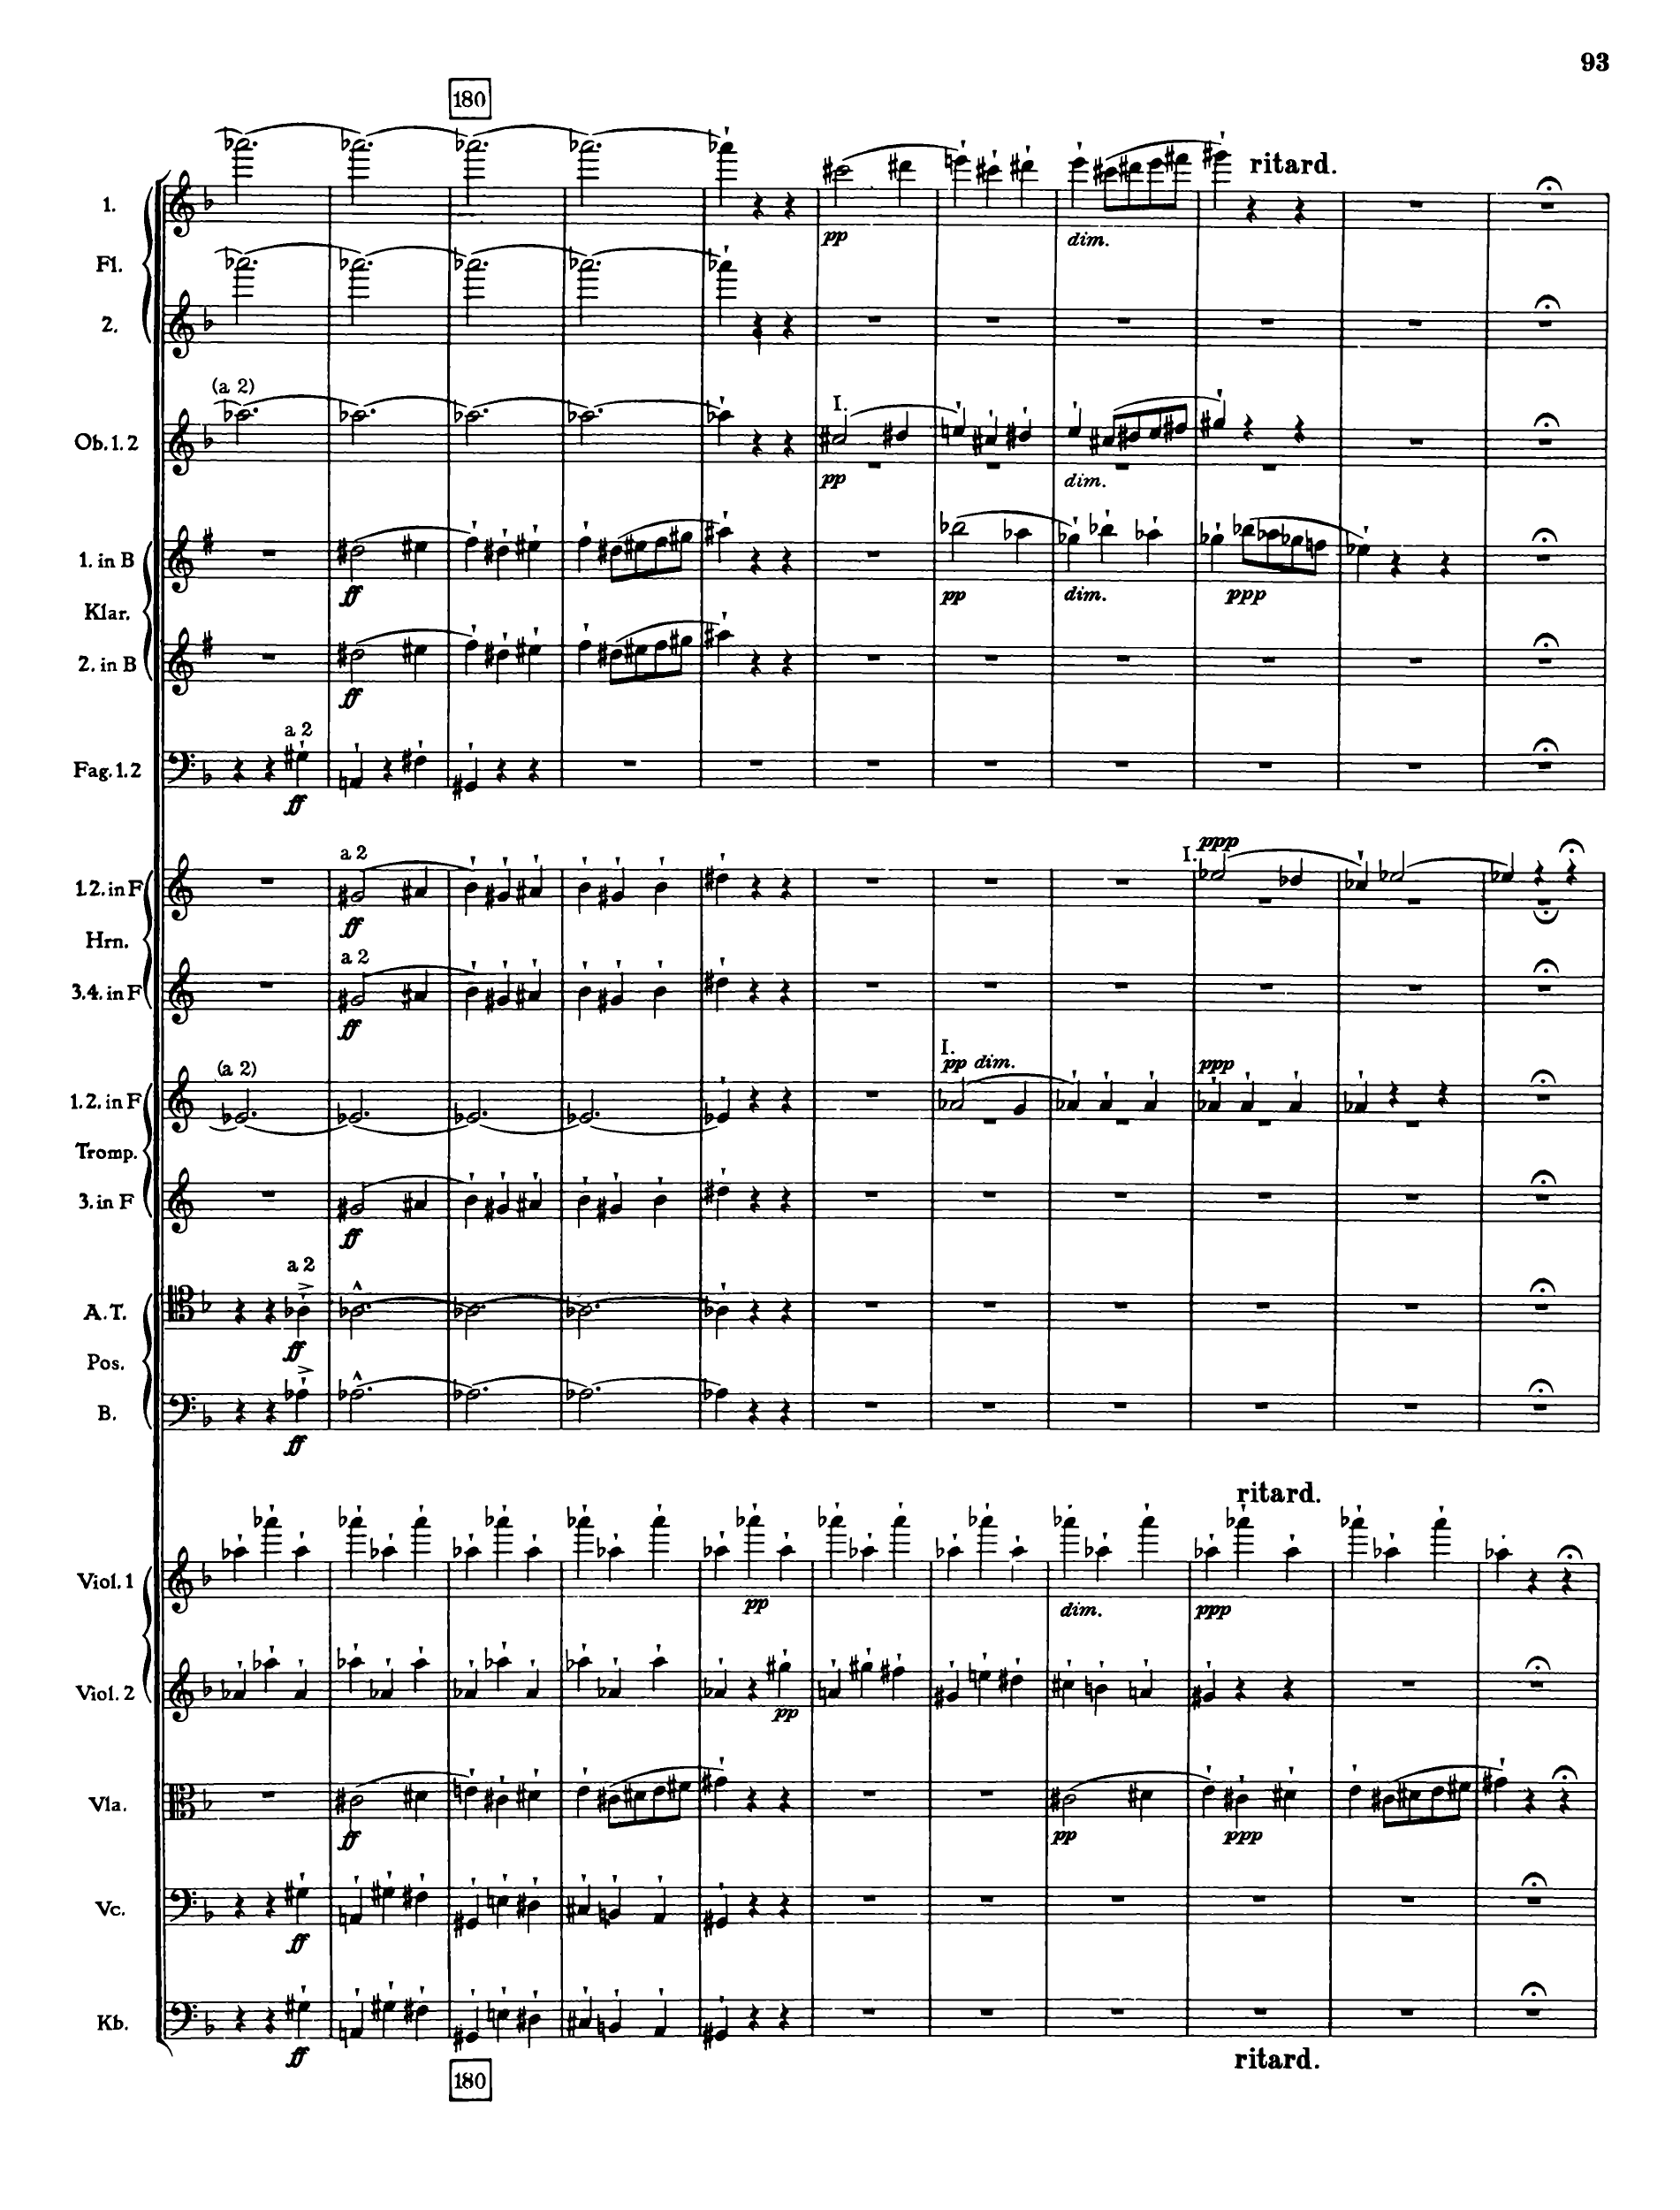 93
180
1.
ritard.
pp
dim.
Fl.
2.
(a 2)
I.
Ob. 1. 2
pp
dim.
1. in B
ff
pp
dim.
ppp
Klar.
2. in B
ff
a 2
Fag. 1. 2
ff
ppp
a 2
I.
1. 2. in F
ff
Hrn.
a 2
3. 4. in F
ff
I.
(a 2)
pp dim.
ppp
1. 2. in F
Tromp.
3. in F
ff
a 2
A. T.
ff
Pos.
B.
ff
ritard.
Viol. 1
pp
dim.
ppp
Viol. 2
pp
Vla.
ff
pp
ppp
Vc.
ff
Kb.
ff
ritard.
180